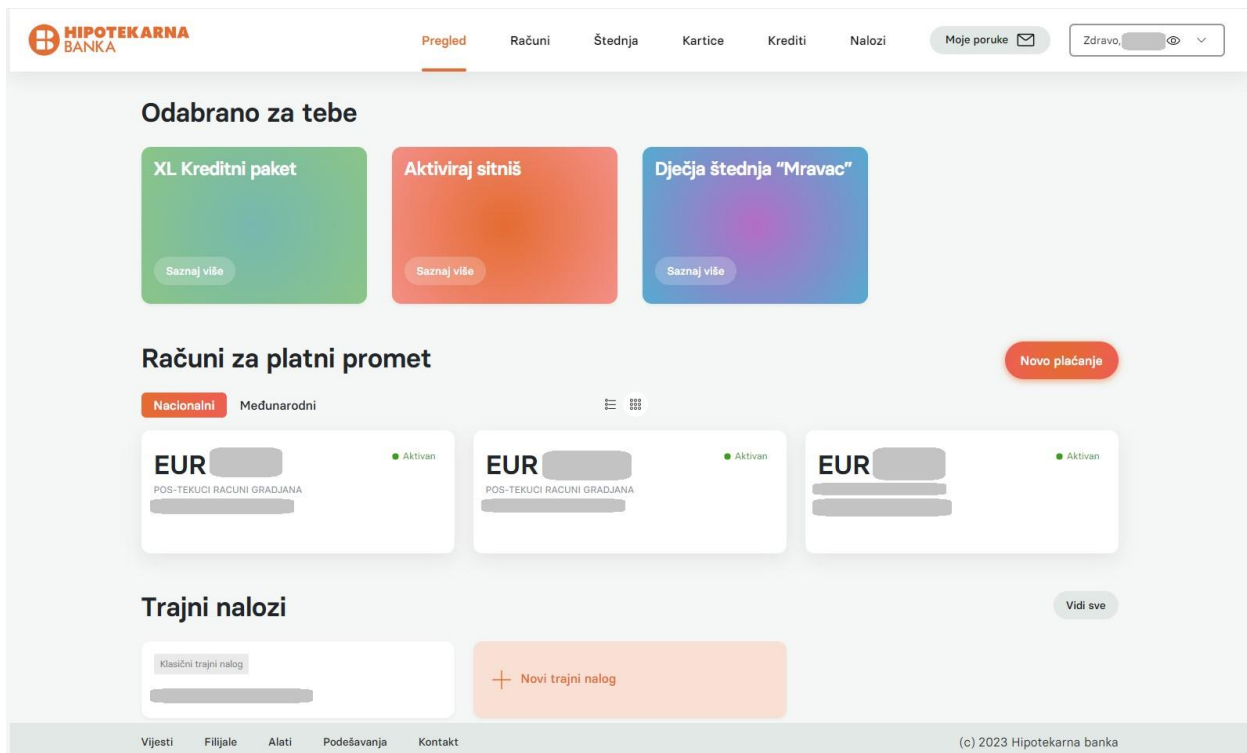 HIPOTEKARNA
BANKA
Pregled
Računi
Štednja
Kartice
Krediti
Nalozi
Moje poruke
Zdravo,
Odabrano za tebe
XL Kreditni paket
Aktiviraj sitniš
Dječja štednja “Mravac”
Saznaj više
Saznaj više
Saznaj više
Računi za platni promet
Novo plaćanje
Nacionalni
Međunarodni
EUR
Aktivan
POS-TEKUCI RACUNI GRADJANA
EUR
Aktivan
POS-TEKUCI RACUNI GRADJANA
EUR
Aktivan
Trajni nalozi
Vidi sve
Klasični trajni nalog
Novi trajni nalog
Vijesti
Filijale
Alati
Podešavanja
Kontakt
(c) 2023 Hipotekarna banka